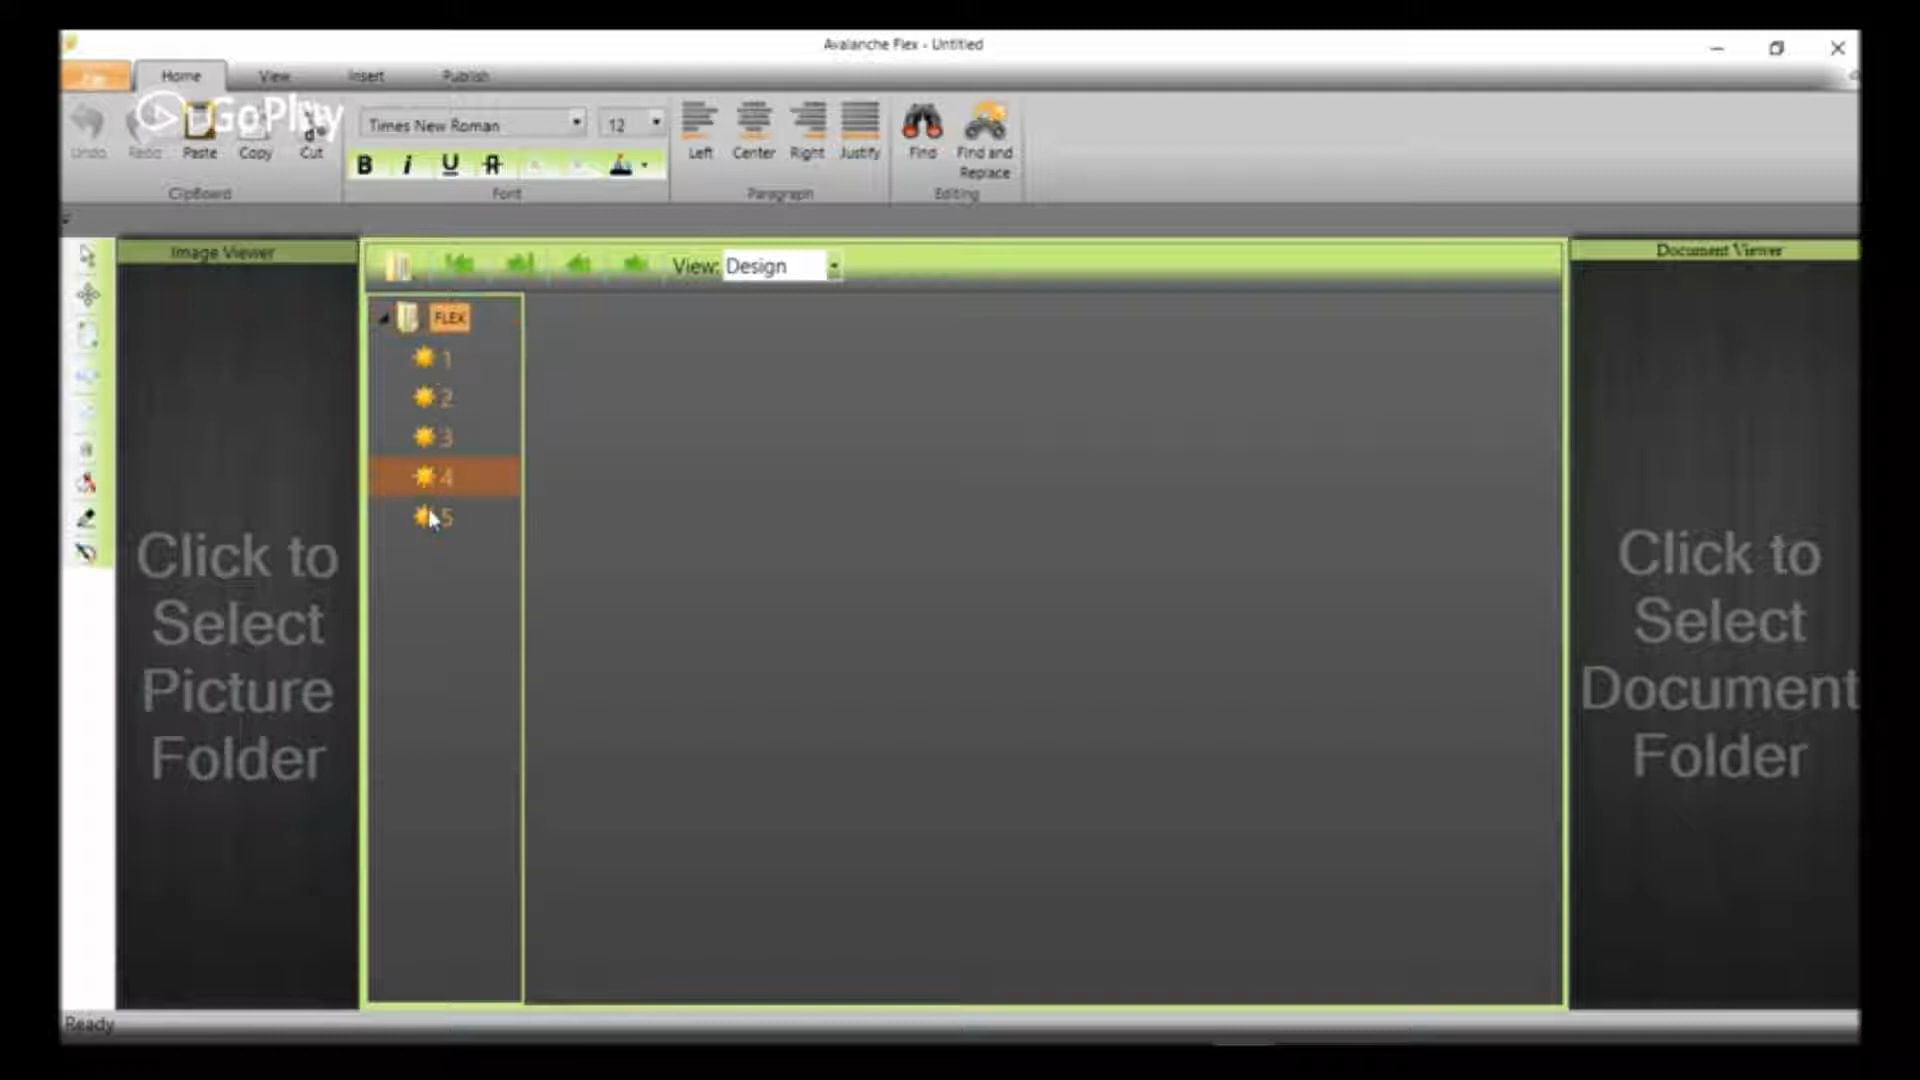 Avalanche Flex - Untitled
Home View Insert Publish
Undo Redo Paste Copy Cut
ClipBoard
Times New Roman 12
B i U R
Font
Left Center Right Justify
Paragraph
Find Find and Replace
Editing
Image Viewer
Click to
Select
Picture
Folder
View: Design
FLEX
1
2
3
4
5
Document Viewer
Click to
Select
Document
Folder
Ready